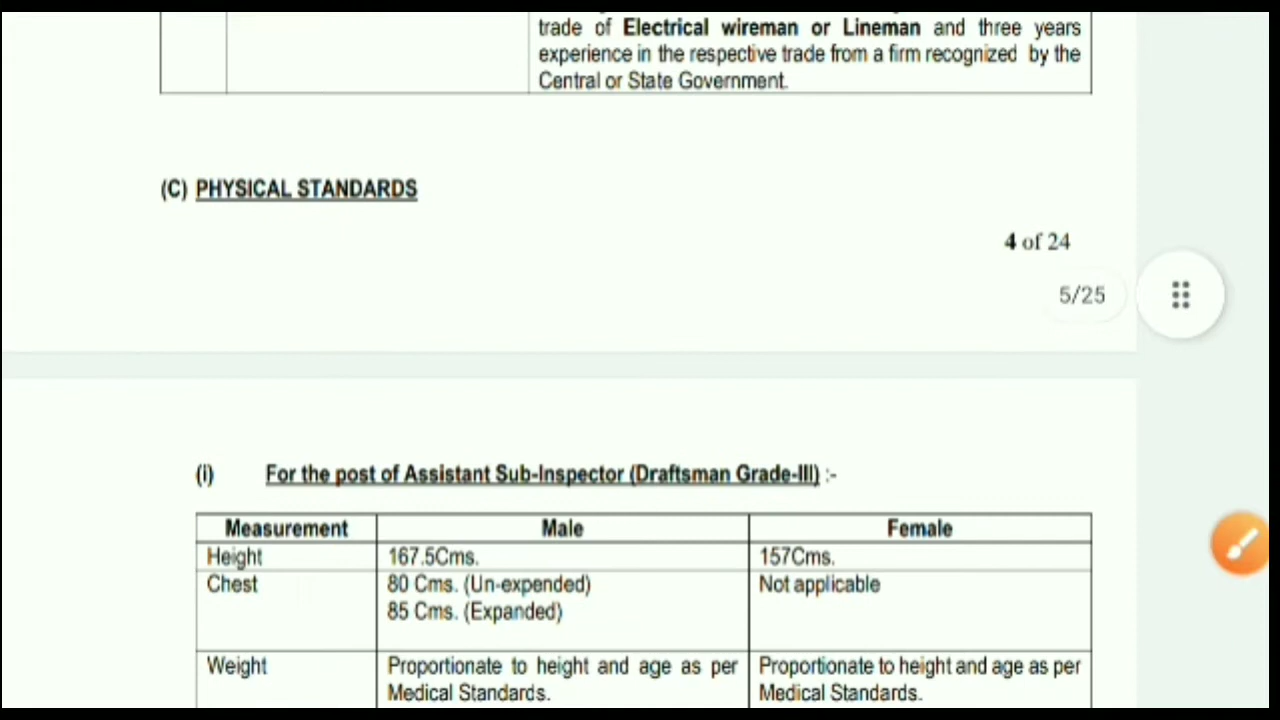 trade of Electrical wireman or Lineman and three years
experience in the respective trade from a firm recognized by the
Central or State Government.
(C) PHYSICAL STANDARDS
4 of 24
5/25
(i) For the post of Assistant Sub-Inspector (Draftsman Grade-III) :-
Measurement Male Female
Height 167.5Cms. 157Cms.
Chest 80 Cms. (Un-expended) Not applicable
85 Cms. (Expanded)
Weight Proportionate to height and age as per Proportionate to height and age as per
Medical Standards. Medical Standards.